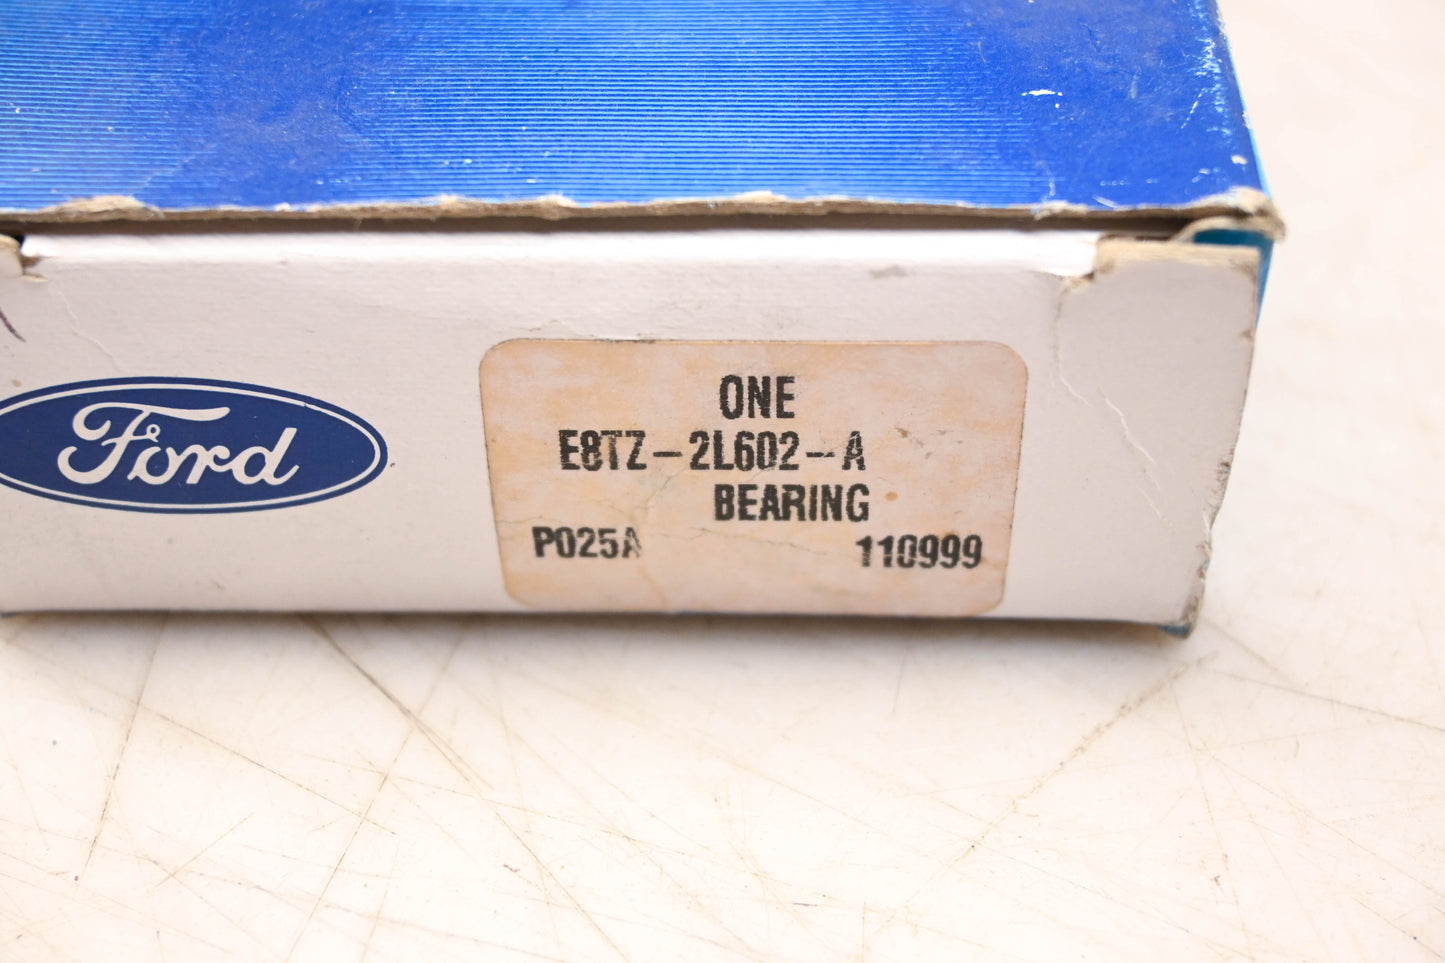 Ford
ONE
E8TZ-2L602-A
BEARING
P025A
110999